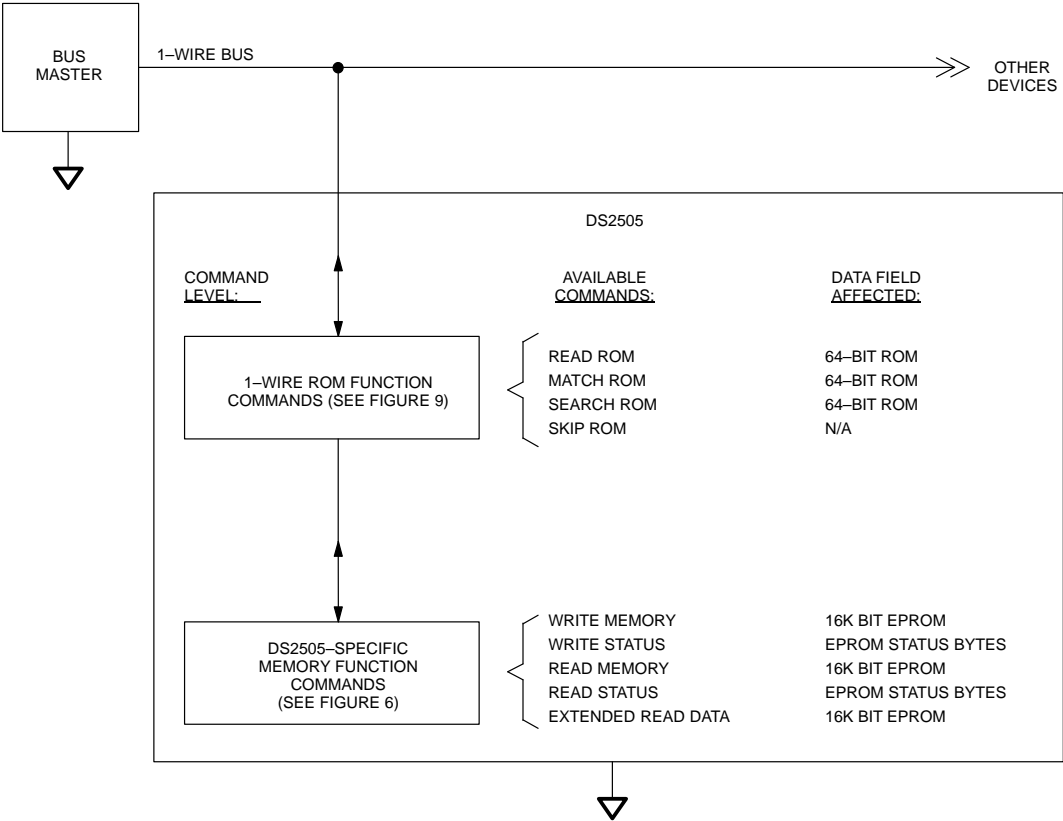 BUS
MASTER
1–WIRE BUS
OTHER
DEVICES
DS2505
COMMAND
LEVEL:
AVAILABLE
COMMANDS:
DATA FIELD
AFFECTED:
1–WIRE ROM FUNCTION
COMMANDS (SEE FIGURE 9)
READ ROM 64–BIT ROM
MATCH ROM 64–BIT ROM
SEARCH ROM 64–BIT ROM
SKIP ROM N/A
DS2505–SPECIFIC
MEMORY FUNCTION
COMMANDS
(SEE FIGURE 6)
WRITE MEMORY 16K BIT EPROM
WRITE STATUS EPROM STATUS BYTES
READ MEMORY 16K BIT EPROM
READ STATUS EPROM STATUS BYTES
EXTENDED READ DATA 16K BIT EPROM